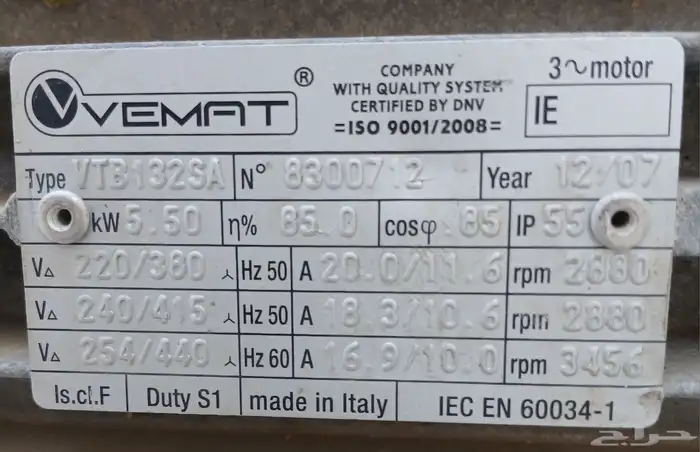 VEMAT ®
COMPANY
WITH QUALITY SYSTEM
CERTIFIED BY DNV
=ISO 9001/2008=
3~motor
IE
Type VTB132SA N° 8300712 Year 12/07
kW 5.50 η% 85.0 cosφ .85 IP 55
V△ 220/380 ⅄ Hz 50 A 20.0/11.6 rpm 2880
V△ 240/415 ⅄ Hz 50 A 18.3/10.6 rpm 2880
V△ 254/440 ⅄ Hz 60 A 16.9/10.0 rpm 3456
Is.cl.F Duty S1 made in Italy IEC EN 60034-1
حراج